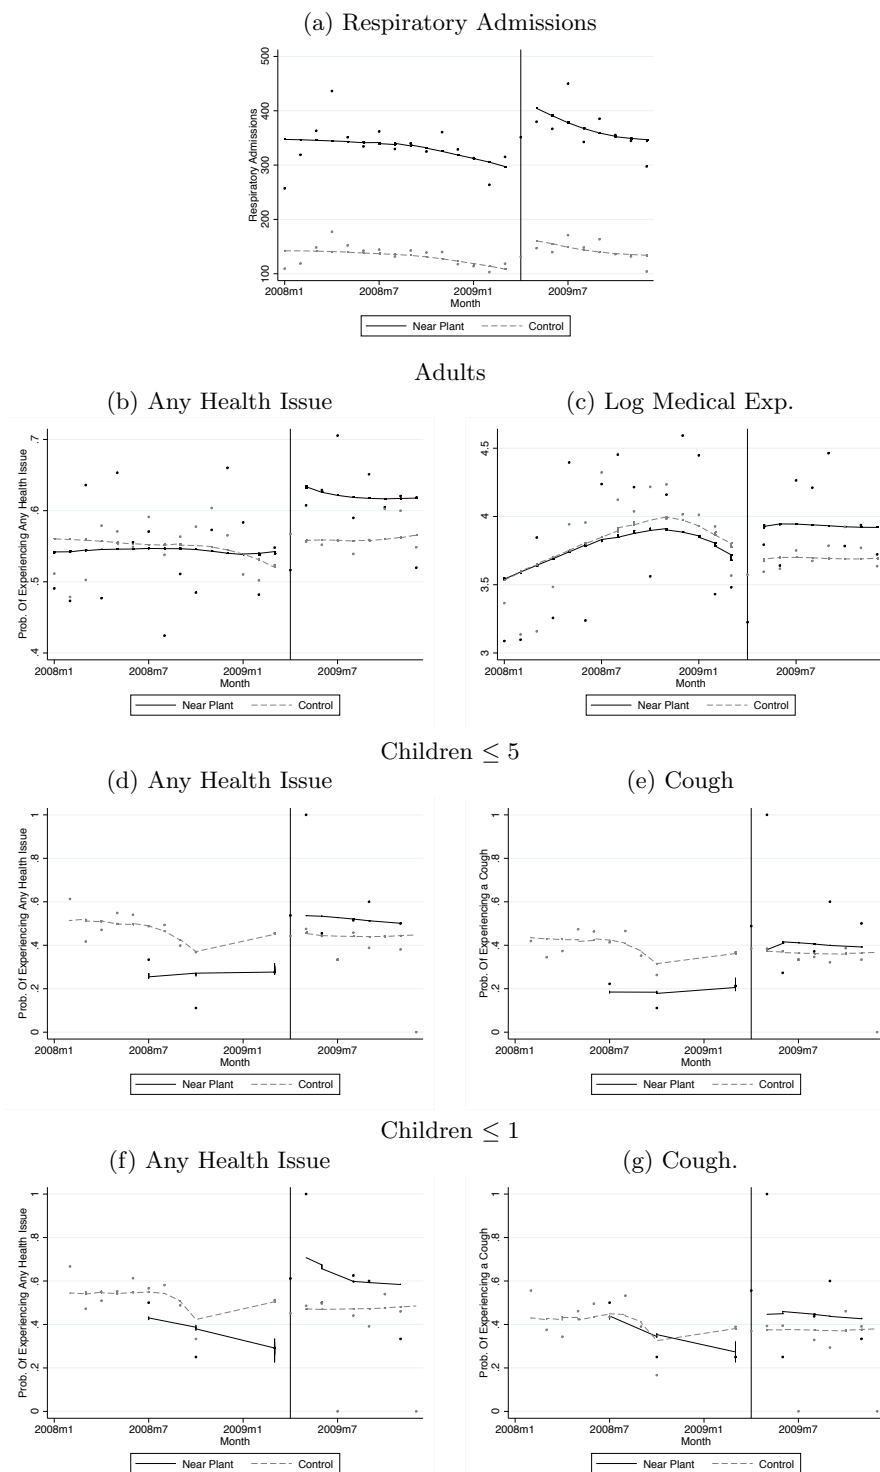 (a) Respiratory Admissions
Respiratory Admissions
500
400
300
200
100
2008m1 2008m7 2009m1 2009m7
Month
Near Plant Control
Adults
(b) Any Health Issue
Prob. Of Experiencing Any Health Issue
.7
.6
.5
.4
2008m1 2008m7 2009m1 2009m7
Month
Near Plant Control
(c) Log Medical Exp.
4.5
4
3.5
3
2008m1 2008m7 2009m1 2009m7
Month
Near Plant Control
Children ≤ 5
(d) Any Health Issue
Prob. Of Experiencing Any Health Issue
1
.8
.6
.4
.2
0
2008m1 2008m7 2009m1 2009m7
Month
Near Plant Control
(e) Cough
Prob. Of Experiencing a Cough
1
.8
.6
.4
.2
0
2008m1 2008m7 2009m1 2009m7
Month
Near Plant Control
Children ≤ 1
(f) Any Health Issue
Prob. Of Experiencing Any Health Issue
1
.8
.6
.4
.2
0
2008m1 2008m7 2009m1 2009m7
Month
Near Plant Control
(g) Cough.
Prob. Of Experiencing a Cough
1
.8
.6
.4
.2
0
2008m1 2008m7 2009m1 2009m7
Month
Near Plant Control